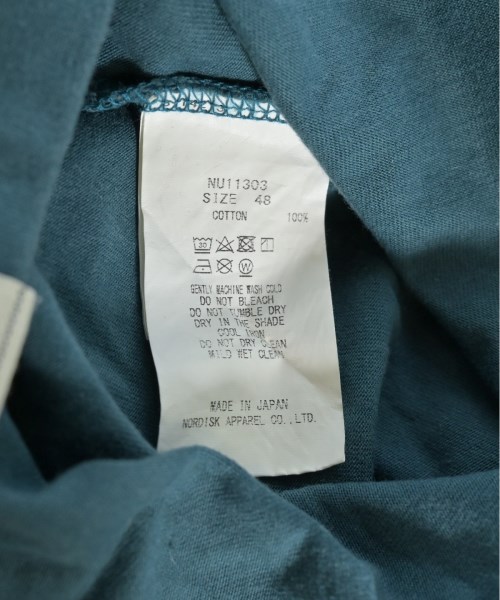 NU11303
SIZE 48
COTTON 100%
30
W
GENTLY MACHINE WASH COLD
DO NOT BLEACH
DO NOT TUMBLE DRY
DRY IN THE SHADE
COOL IRON
DO NOT DRY CLEAN
MILD WET CLEAN
MADE IN JAPAN
NORDISK APPAREL CO.,LTD.